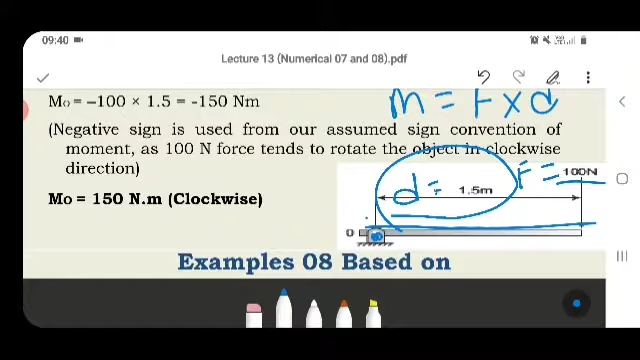 09:40
Lecture 13 (Numerical 07 and 08).pdf
Mo = –100 × 1.5 = -150 Nm
m = F × d
(Negative sign is used from our assumed sign convention of
moment, as 100 N force tends to rotate the object in clockwise
direction)
F = 100N
d = 1.5m
Mo = 150 N.m (Clockwise)
O
Examples 08 Based on